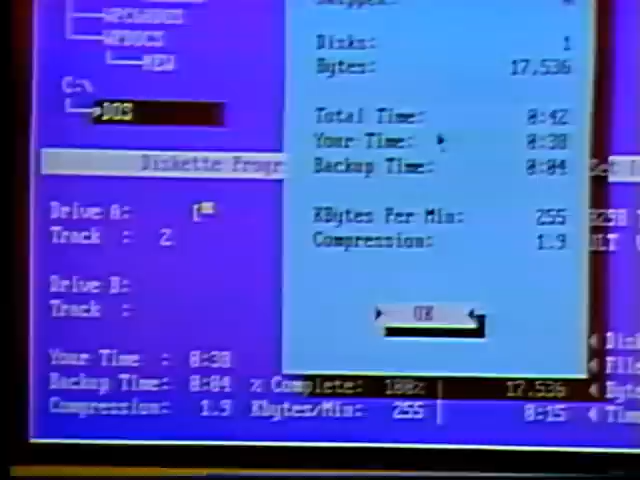 WPDOCS
NEW
C:\
DOS
Disks: 1
Bytes: 17,536
Total Time: 0:42
Your Time: 0:38
Backup Time: 0:04
KBytes Per Min: 255
Compression: 1.9
OK
Diskette Progr
Drive A:
Track : 2
Drive B:
Track :
Your Time : 0:38
Backup Time: 0:04 % Complete: 100% 17,536
Compression: 1.9 Kbytes/Min: 255 0:15